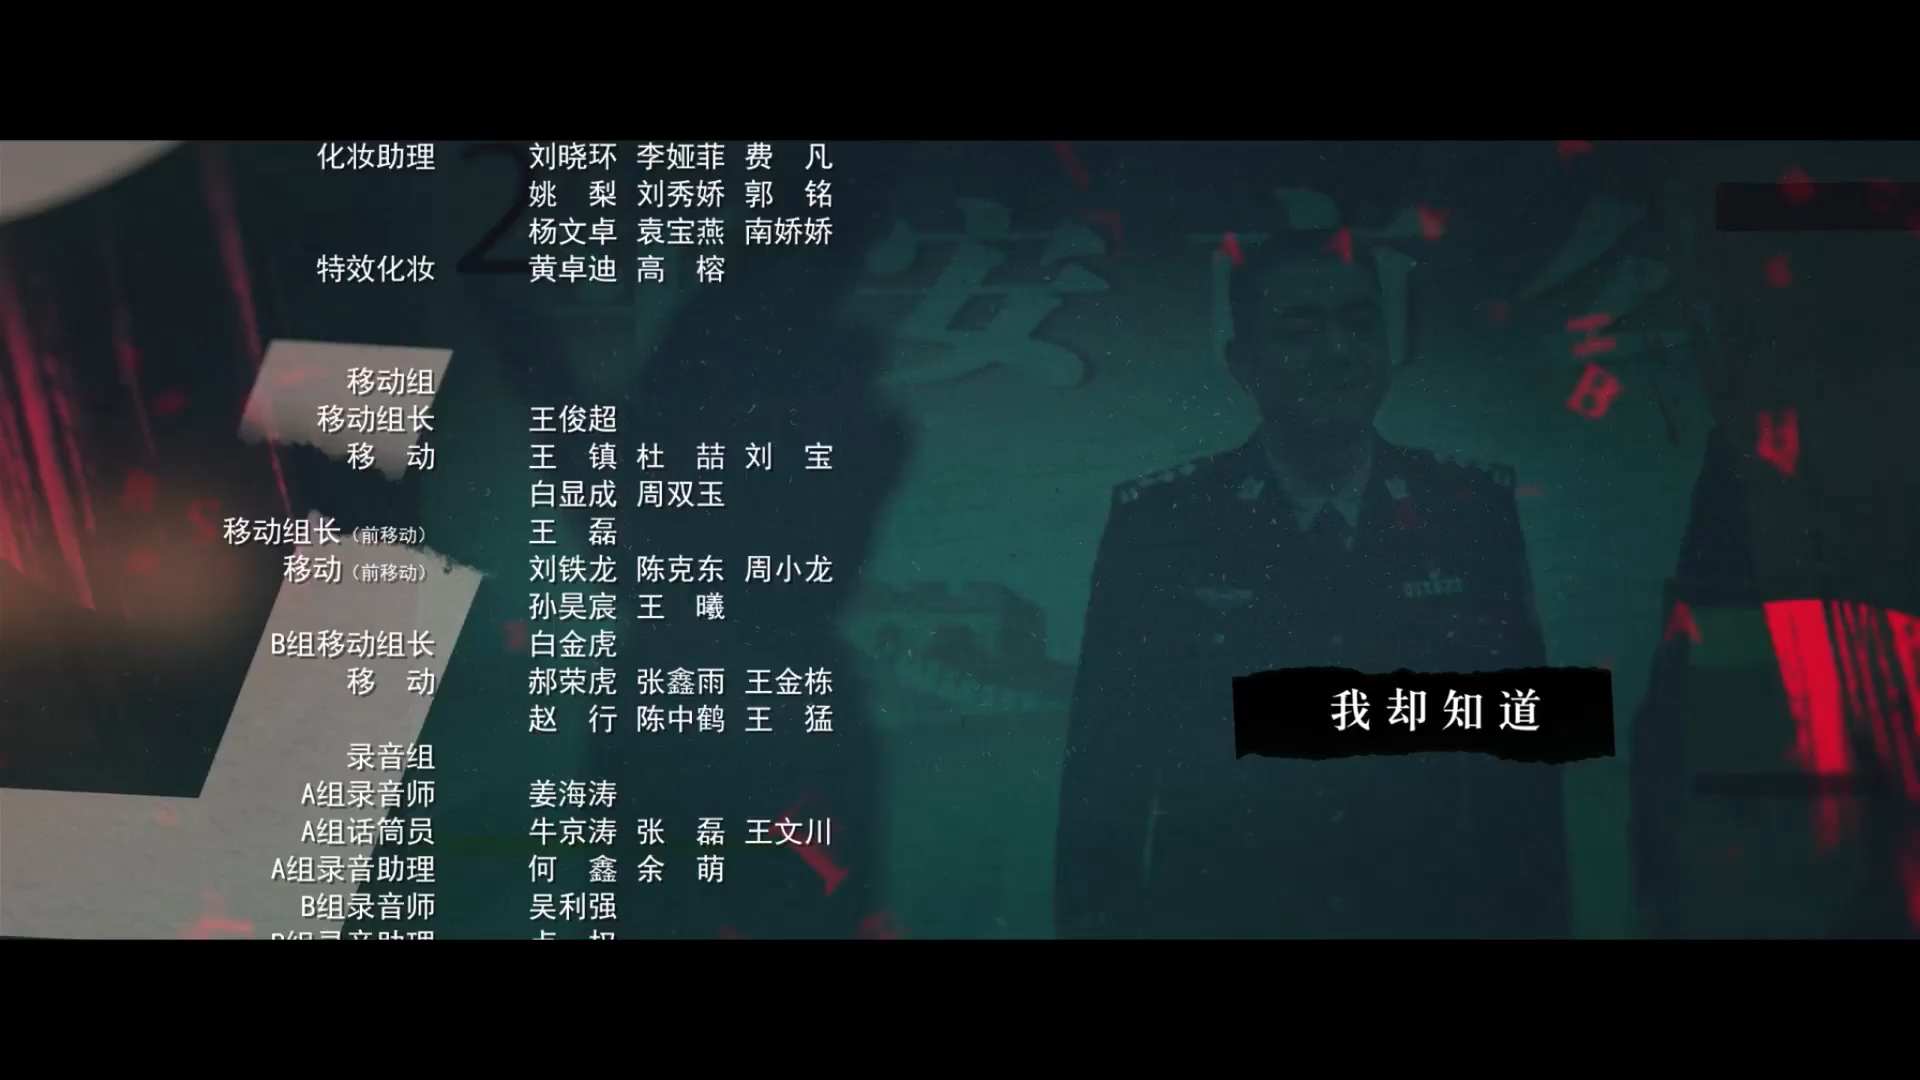 化妆助理 刘晓环 李娅菲 费 凡
姚 梨 刘秀娇 郭 铭
杨文卓 袁宝燕 南娇娇
特效化妆 黄卓迪 高 榕
移动组
移动组长 王俊超
移 动 王 镇 杜 喆 刘 宝
白显成 周双玉
移动组长（前移动） 王 磊
移动（前移动） 刘铁龙 陈克东 周小龙
孙昊宸 王 曦
B组移动组长 白金虎
移 动 郝荣虎 张鑫雨 王金栋
赵 行 陈中鹤 王 猛
录音组
A组录音师 姜海涛
A组话筒员 牛京涛 张 磊 王文川
A组录音助理 何 鑫 余 萌
B组录音师 吴利强
B组录音助理
我却知道